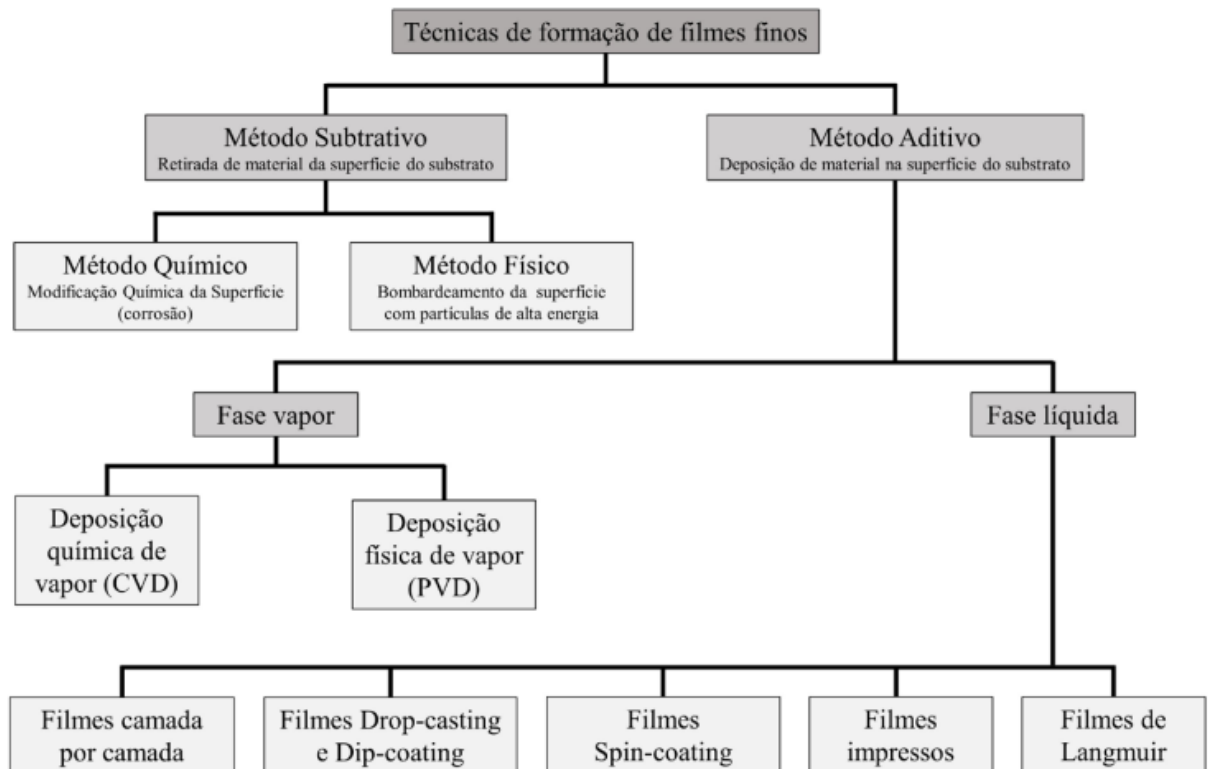 Técnicas de formação de filmes finos
Método Subtrativo
Retirada de material da superfície do substrato
Método Aditivo
Deposição de material na superfície do substrato
Método Químico
Modificação Química da Superfície
(corrosão)
Método Físico
Bombardeamento da superfície
com partículas de alta energia
Fase vapor
Fase líquida
Deposição
química de
vapor (CVD)
Deposição
física de vapor
(PVD)
Filmes camada
por camada
Filmes Drop-casting
e Dip-coating
Filmes
Spin-coating
Filmes
impressos
Filmes de
Langmuir